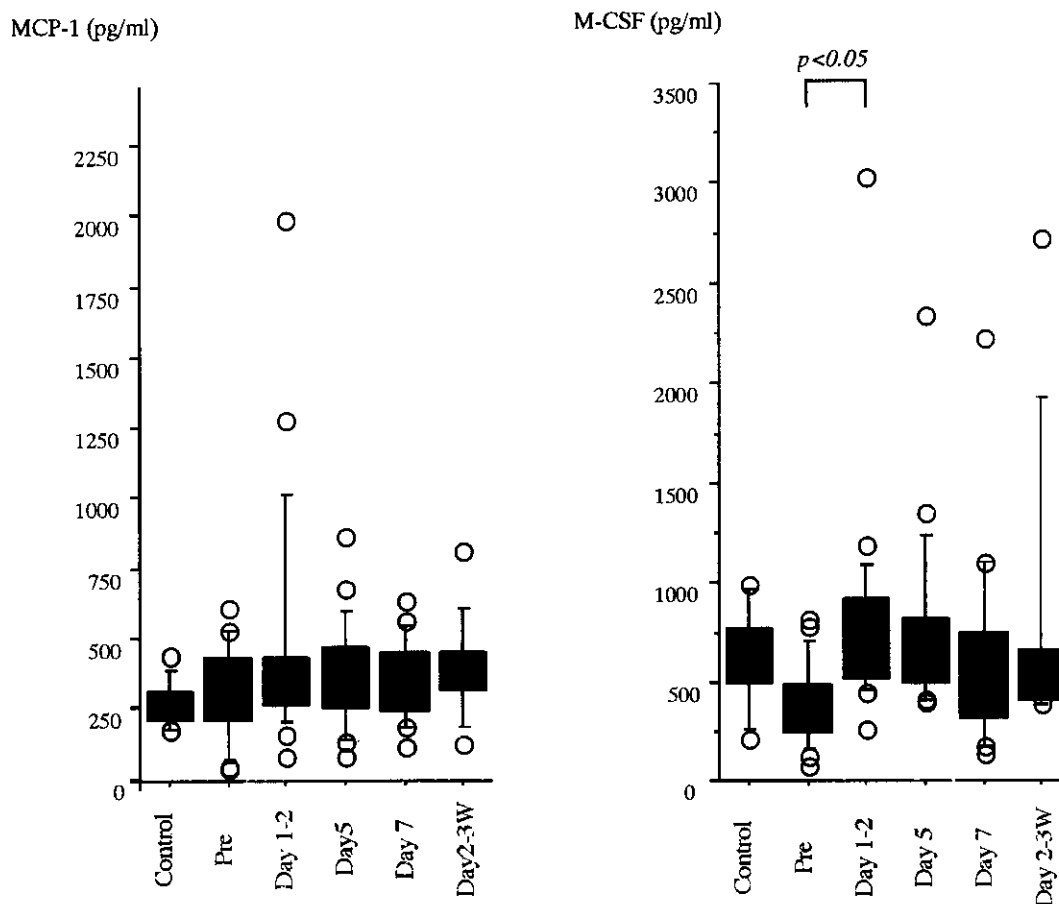 MCP-1 (pg/ml)
2250
2000
1750
1500
1250
1000
750
500
250
0
Control
Pre
Day 1-2
Day5
Day 7
Day2-3W
M-CSF (pg/ml)
p<0.05
3500
3000
2500
2000
1500
1000
500
0
Control
Pre
Day 1-2
Day 5
Day 7
Day 2-3W